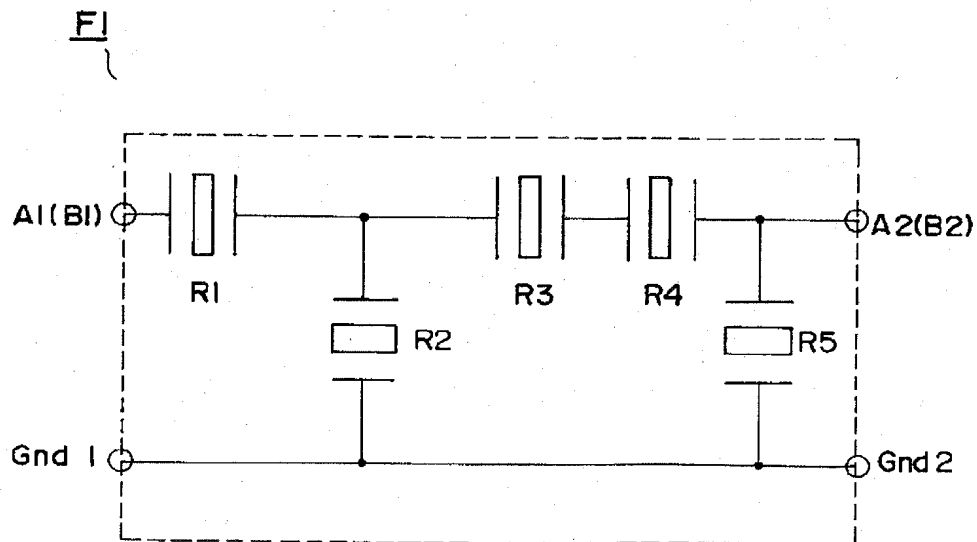 F1
A1(B1)
A2(B2)
R1
R3
R4
R2
R5
Gnd 1
Gnd 2